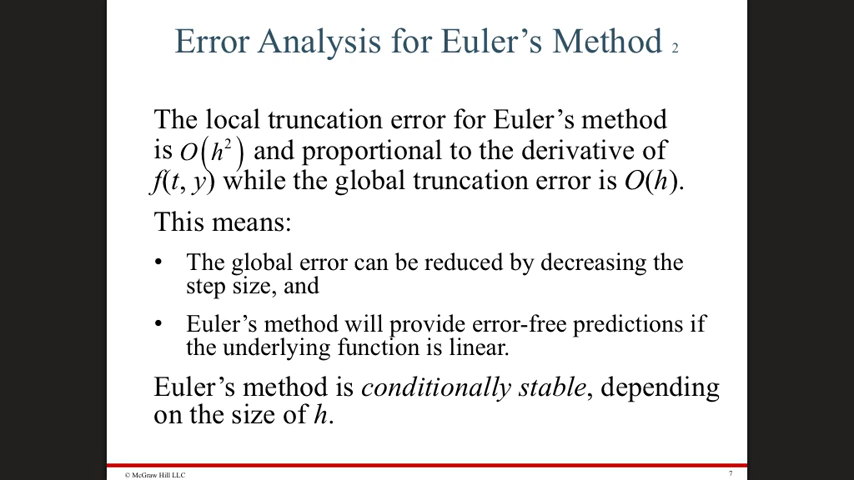 Error Analysis for Euler’s Method 2
The local truncation error for Euler’s method
is O(h²) and proportional to the derivative of
f(t, y) while the global truncation error is O(h).
This means:
• The global error can be reduced by decreasing the
step size, and
• Euler’s method will provide error-free predictions if
the underlying function is linear.
Euler’s method is conditionally stable, depending
on the size of h.
© McGraw Hill LLC
7